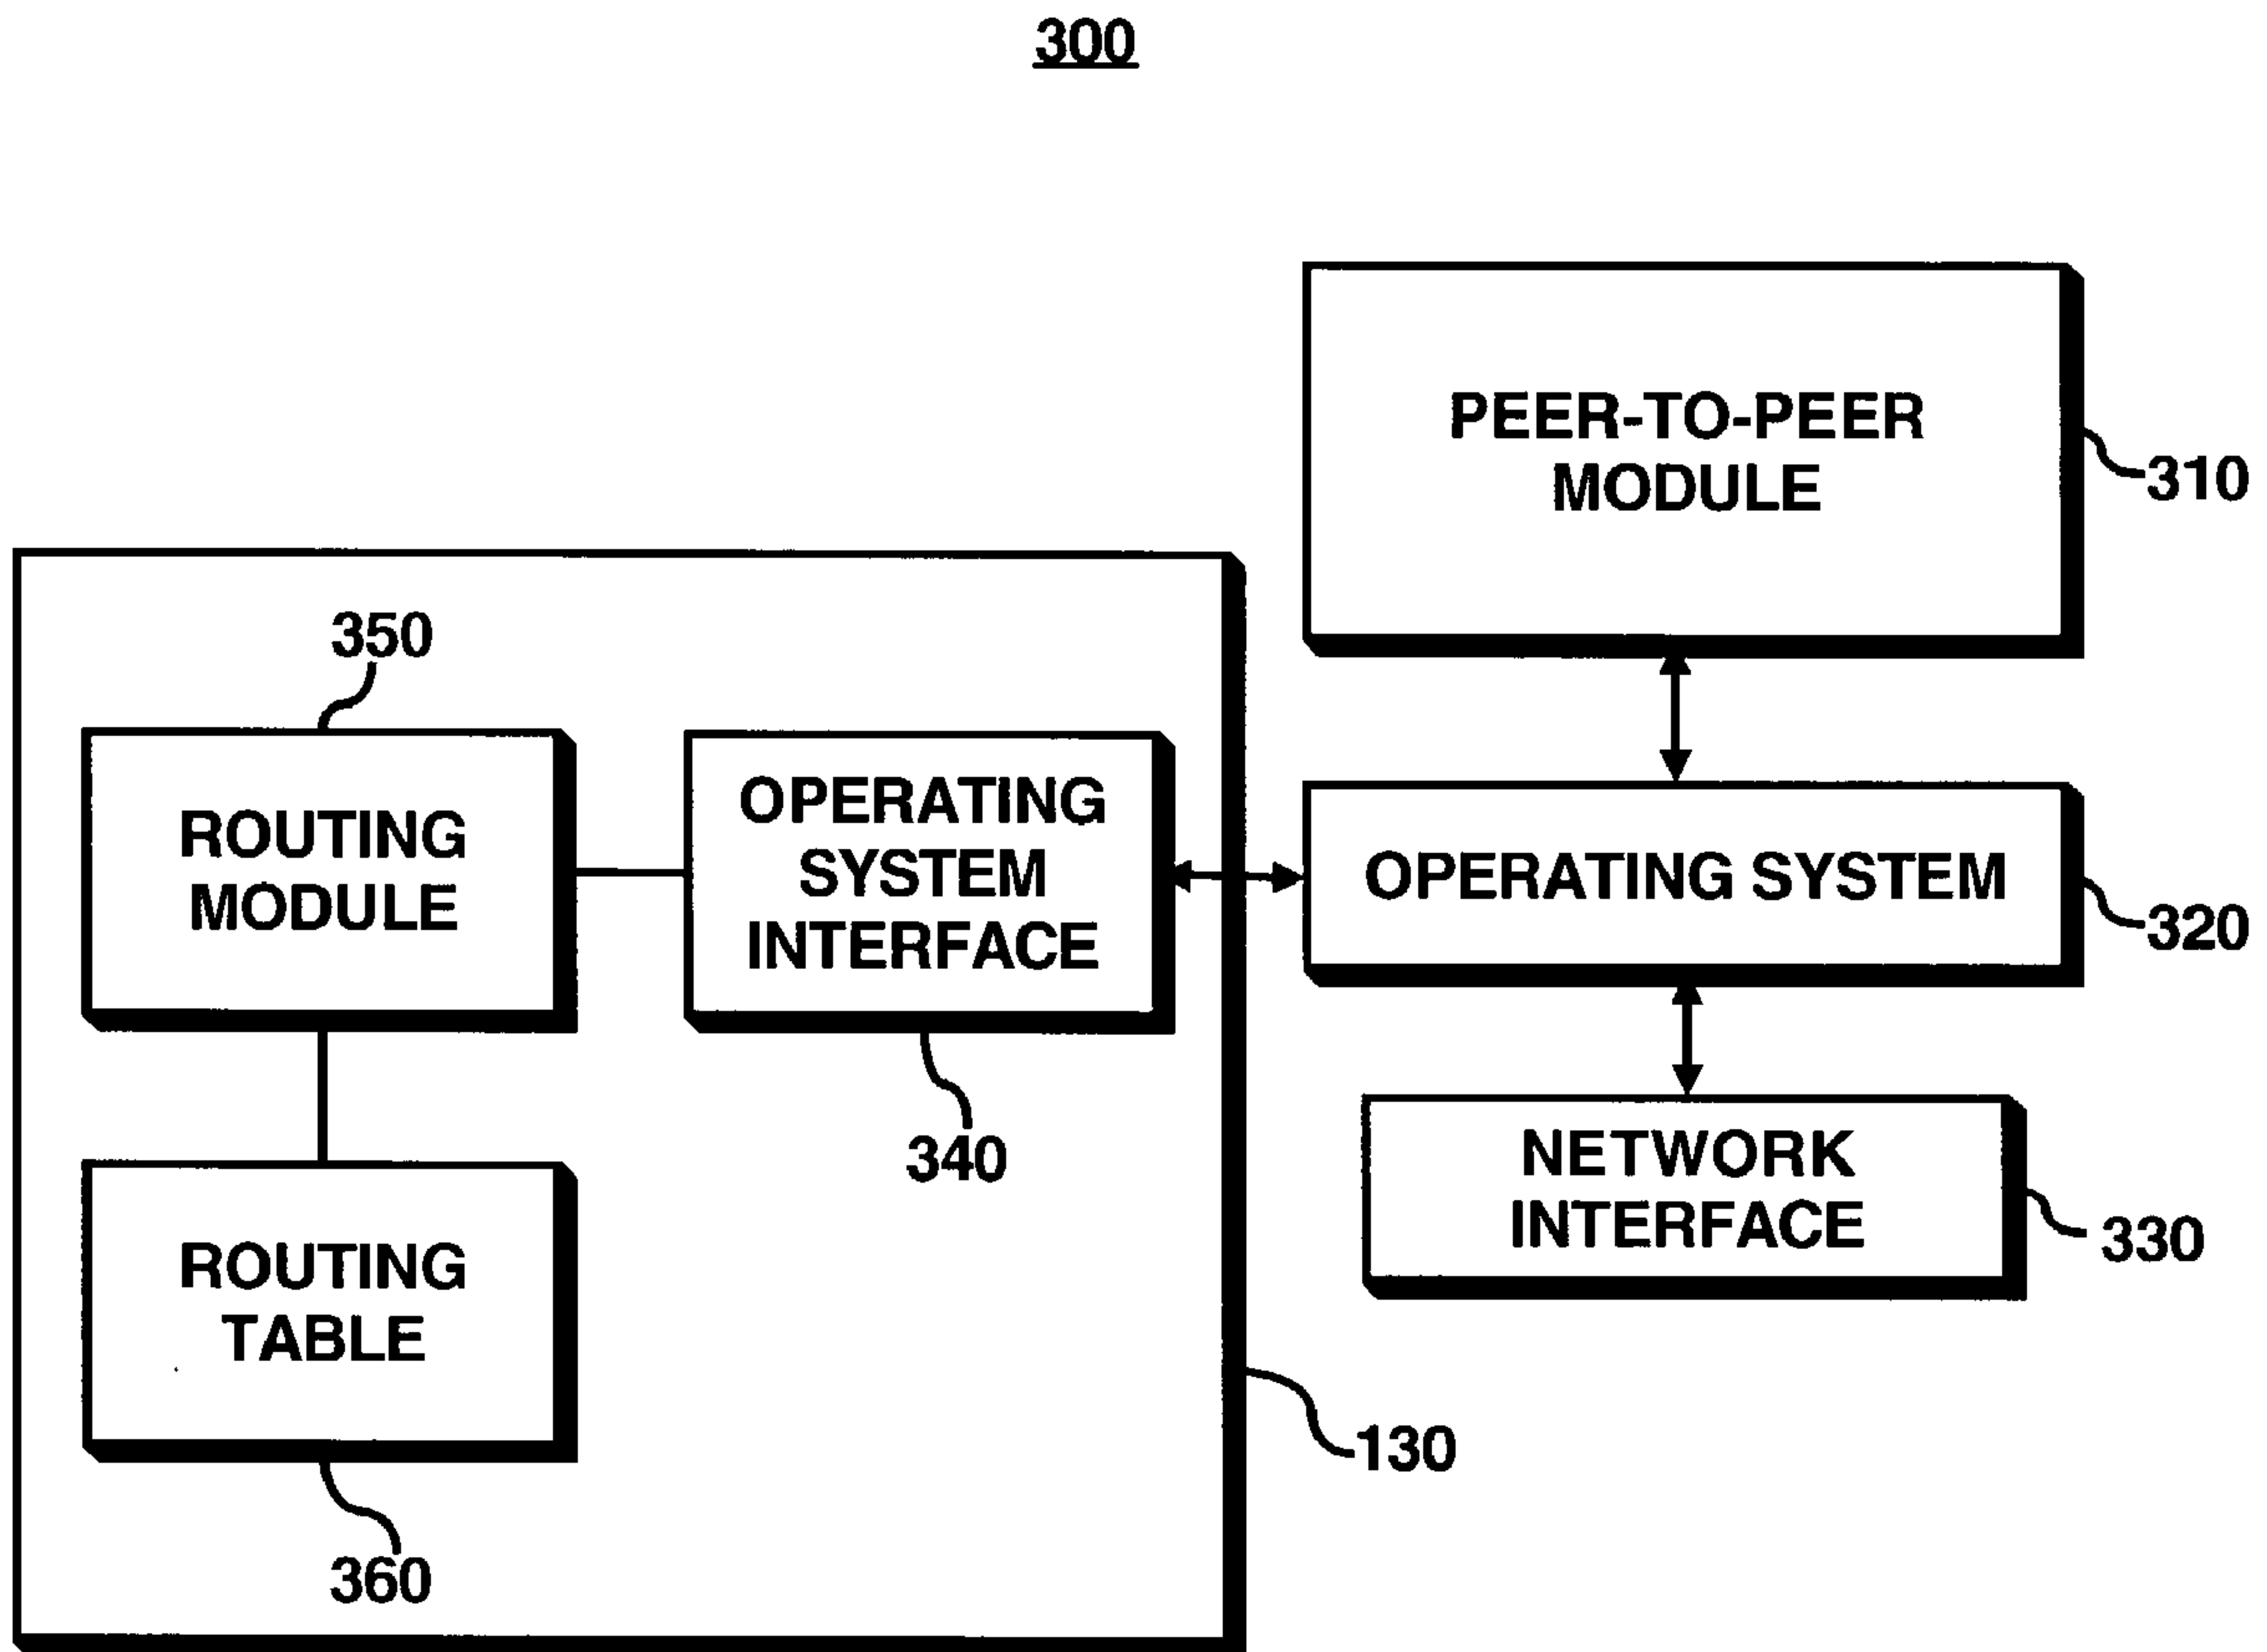 300
PEER-TO-PEER
MODULE
310
350
ROUTING
MODULE
OPERATING
SYSTEM
INTERFACE
OPERATING SYSTEM
320
340
NETWORK
INTERFACE
330
ROUTING
TABLE
130
360